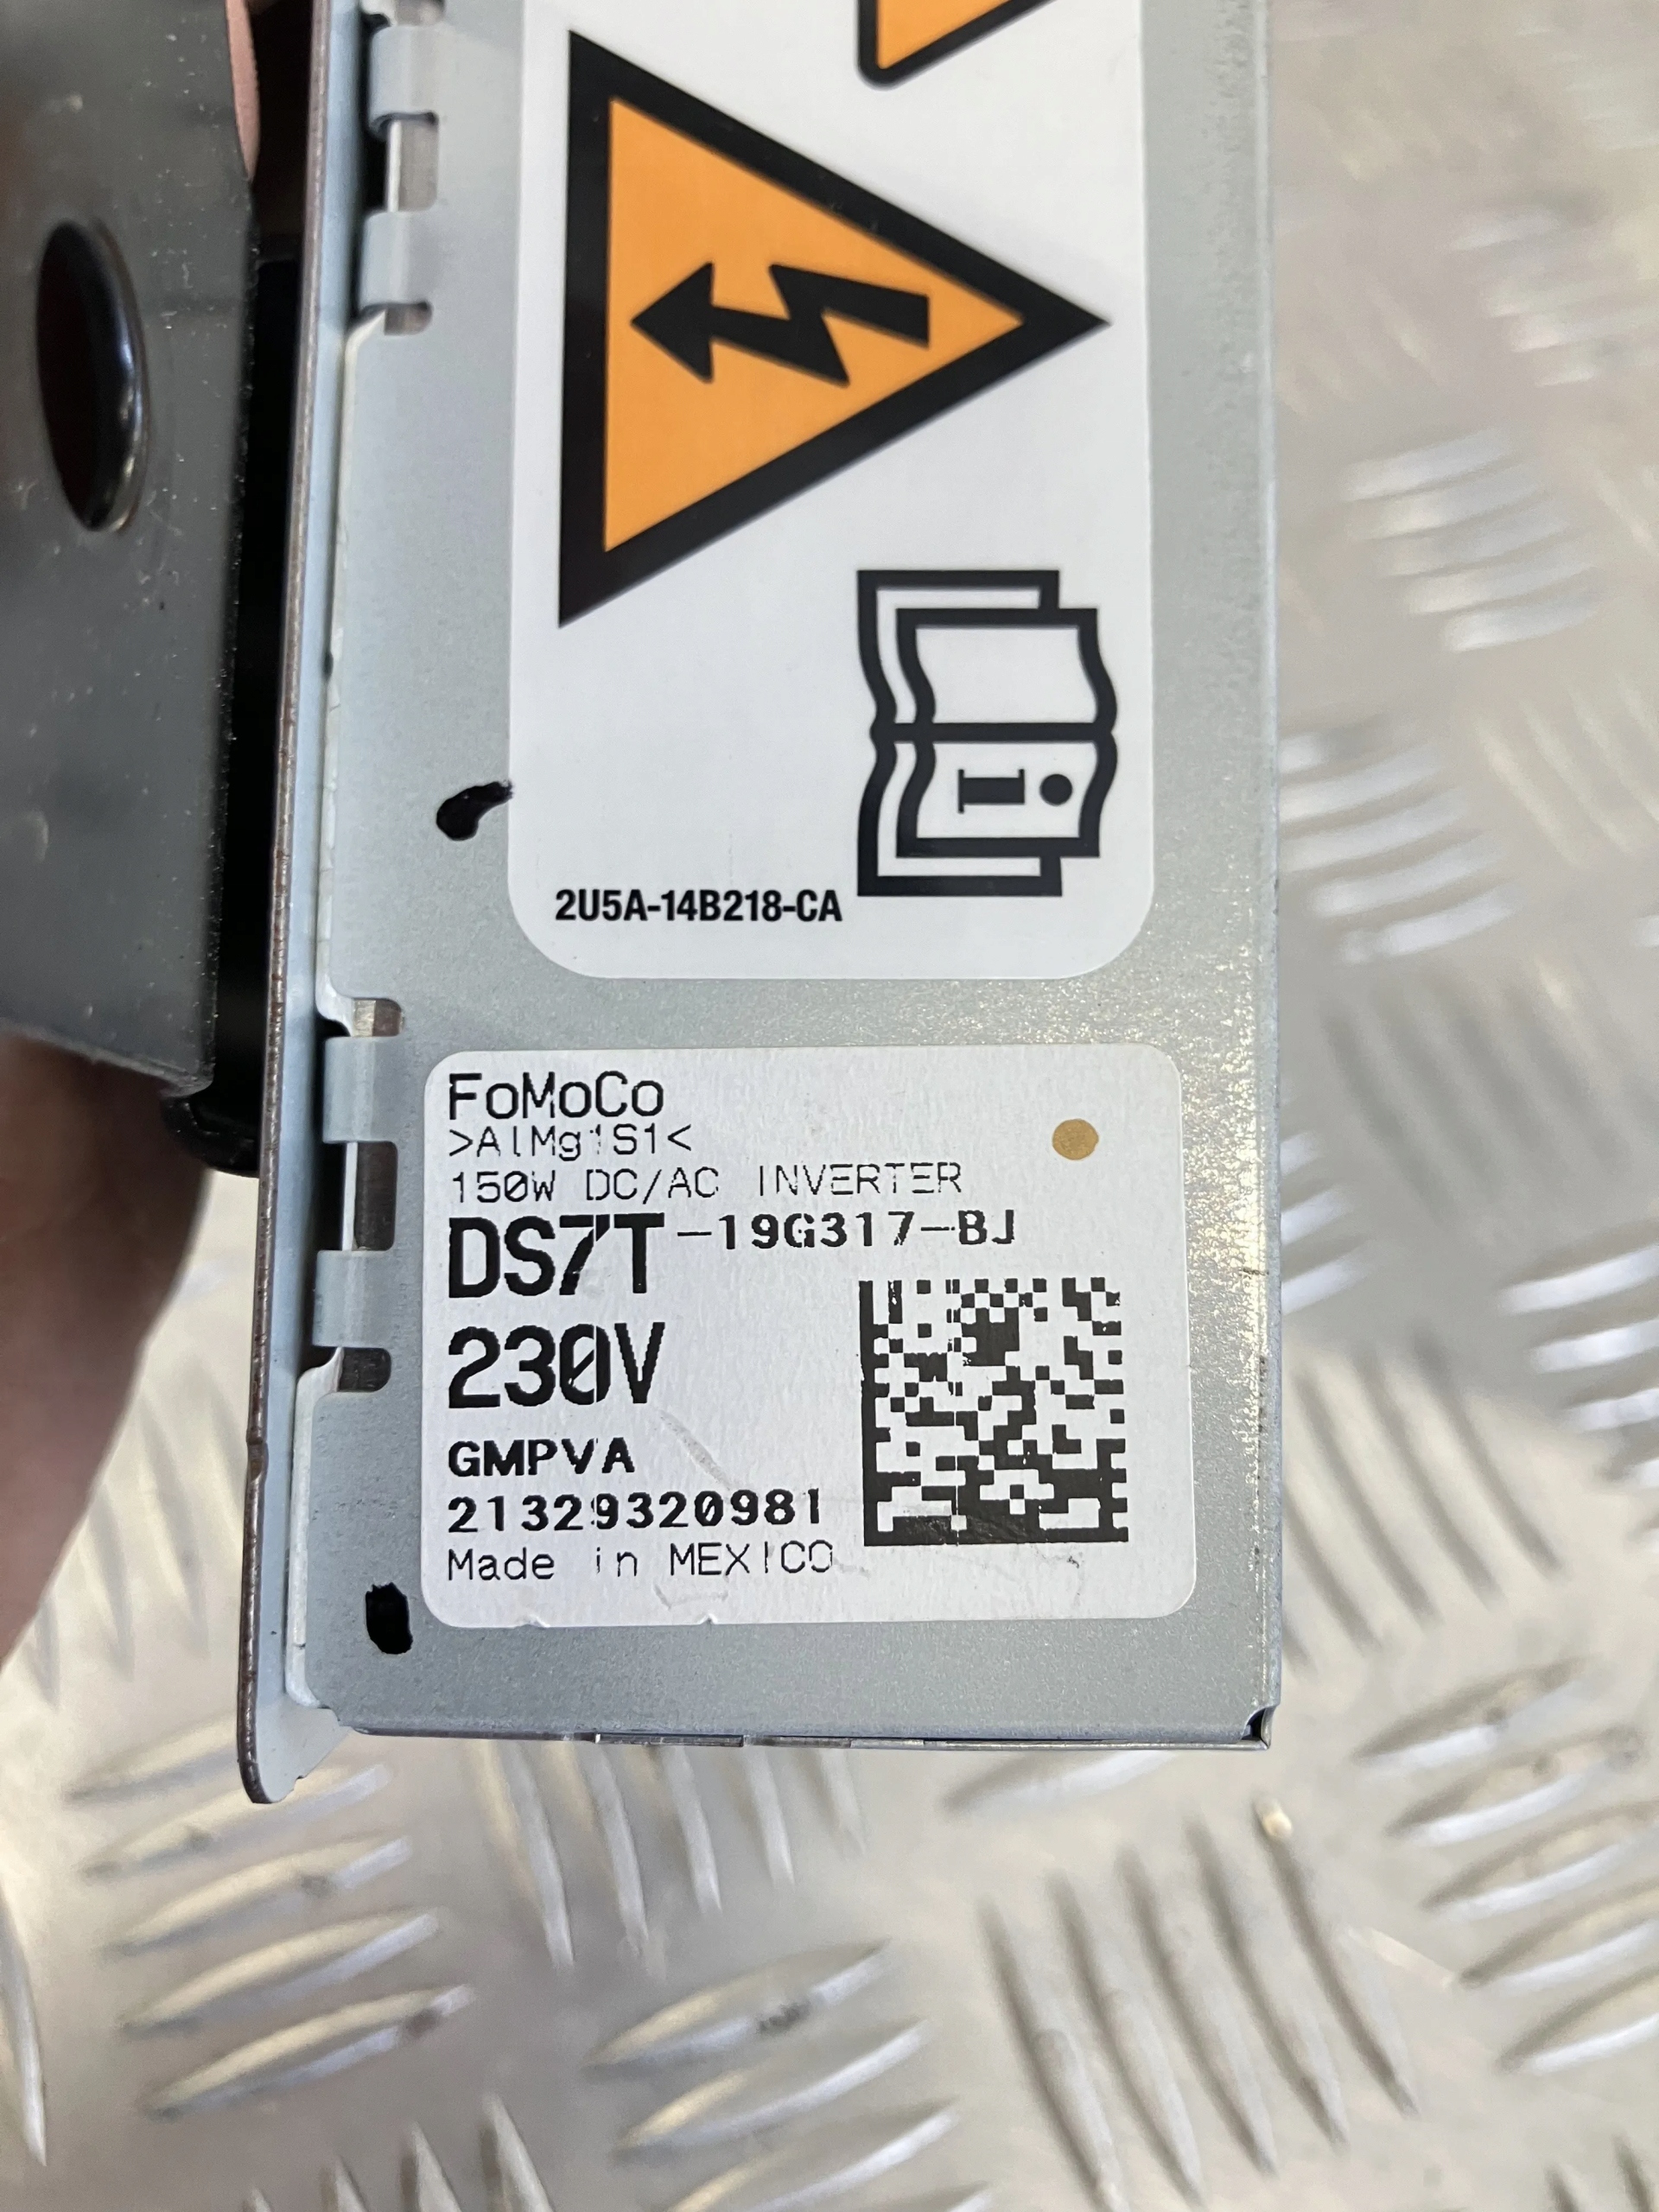 i
2U5A-14B218-CA
FoMoCo
>AlMg1S1<
150W DC/AC INVERTER
DS7T-19G317-BJ
230V
GMPVA
21329320981
Made in MEXICO